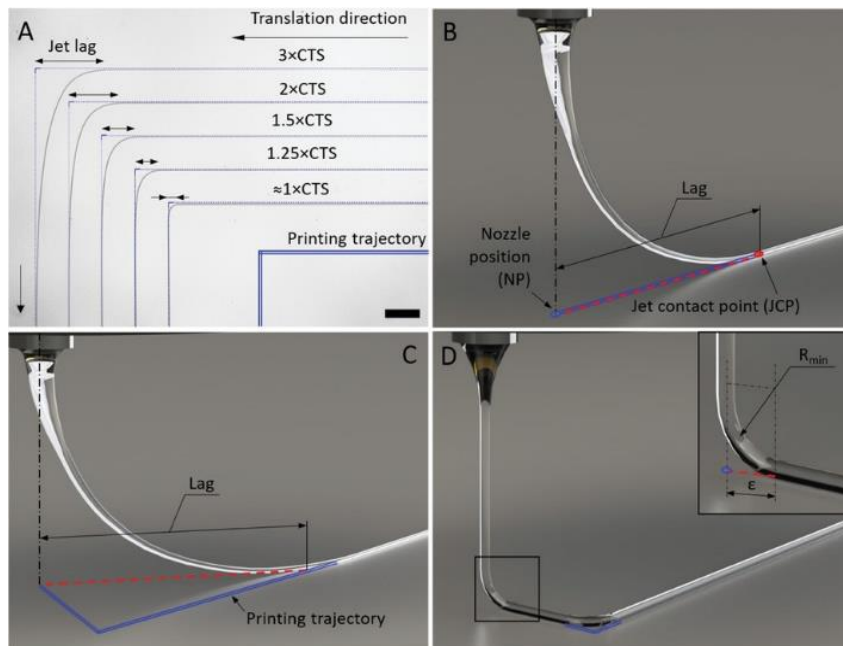 A
Translation direction
Jet lag
3×CTS
2×CTS
1.5×CTS
1.25×CTS
≈1×CTS
Printing trajectory
B
Lag
Nozzle
position
(NP)
Jet contact point (JCP)
C
Lag
Printing trajectory
D
Rmin
ε